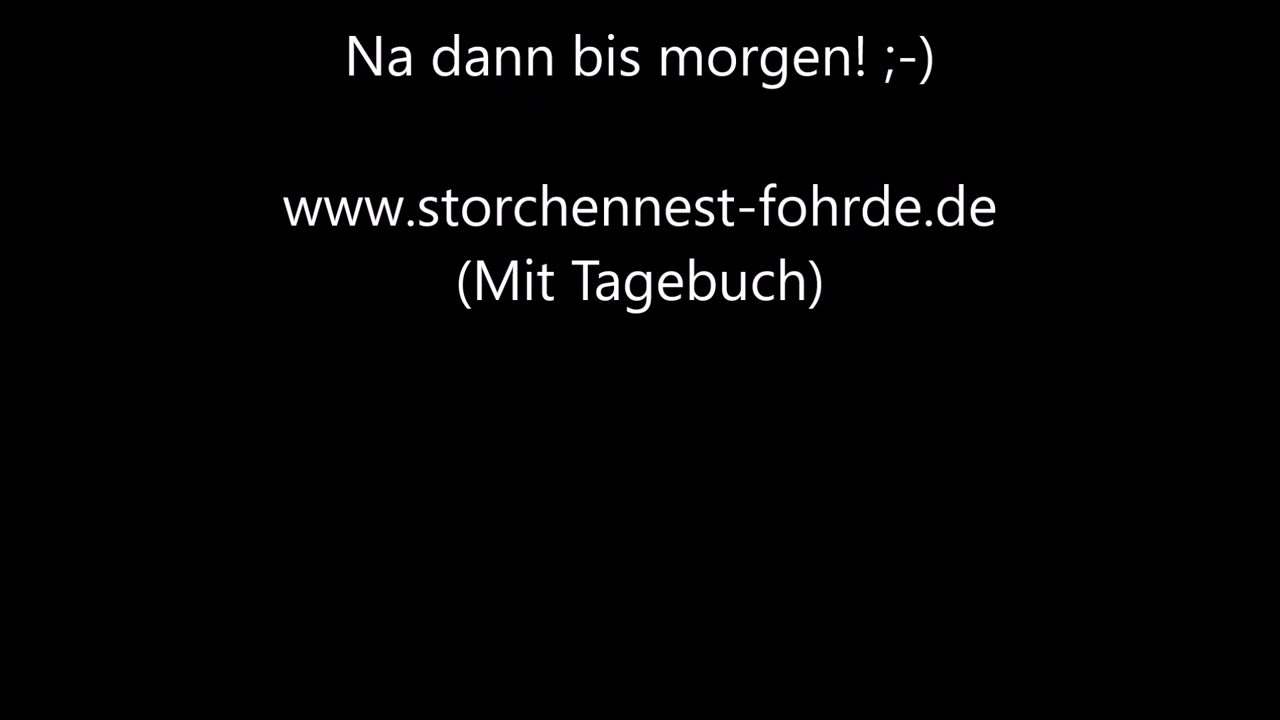 Na dann bis morgen! ;-)
www.storchennest-fohrde.de
(Mit Tagebuch)